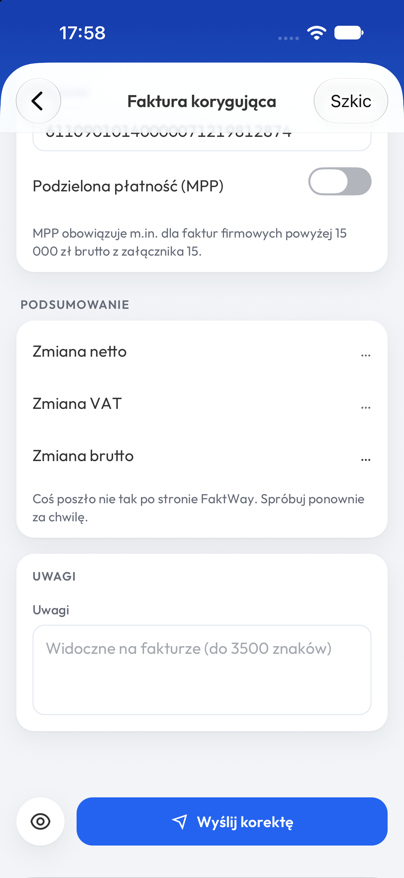 17:58
Faktura korygująca
Szkic
Podzielona płatność (MPP)
MPP obowiązuje m.in. dla faktur firmowych powyżej 15
000 zł brutto z załącznika 15.
PODSUMOWANIE
Zmiana netto
...
Zmiana VAT
...
Zmiana brutto
...
Coś poszło nie tak po stronie FaktWay. Spróbuj ponownie
za chwilę.
UWAGI
Uwagi
Widoczne na fakturze (do 3500 znaków)
Wyślij korektę